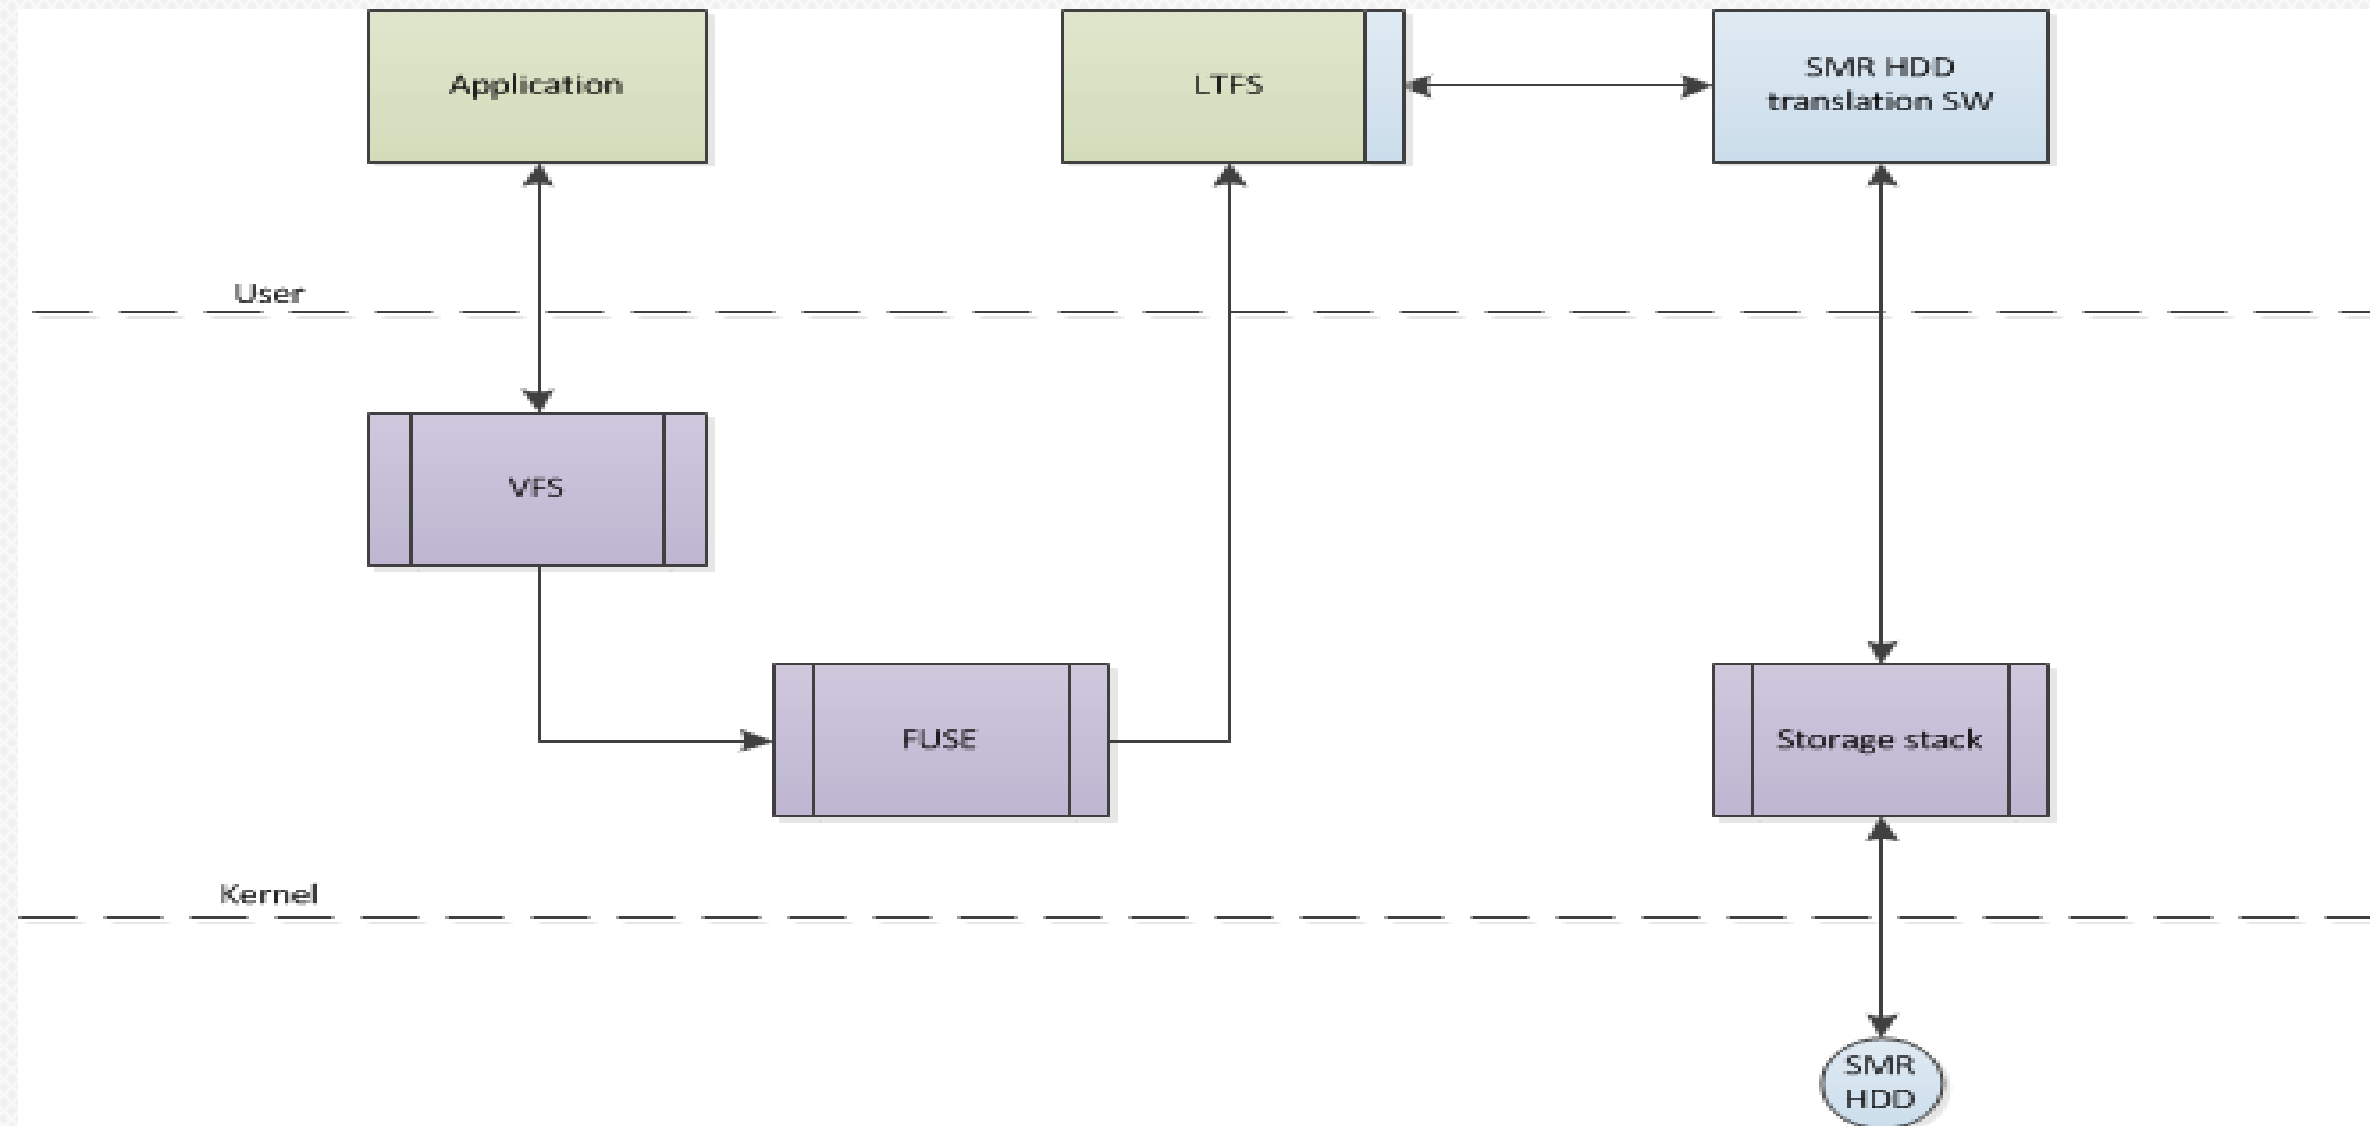 Application
LTFS
SMR HDD
translation SW
User
VFS
FUSE
Storage stack
Kernel
SMR
HDD